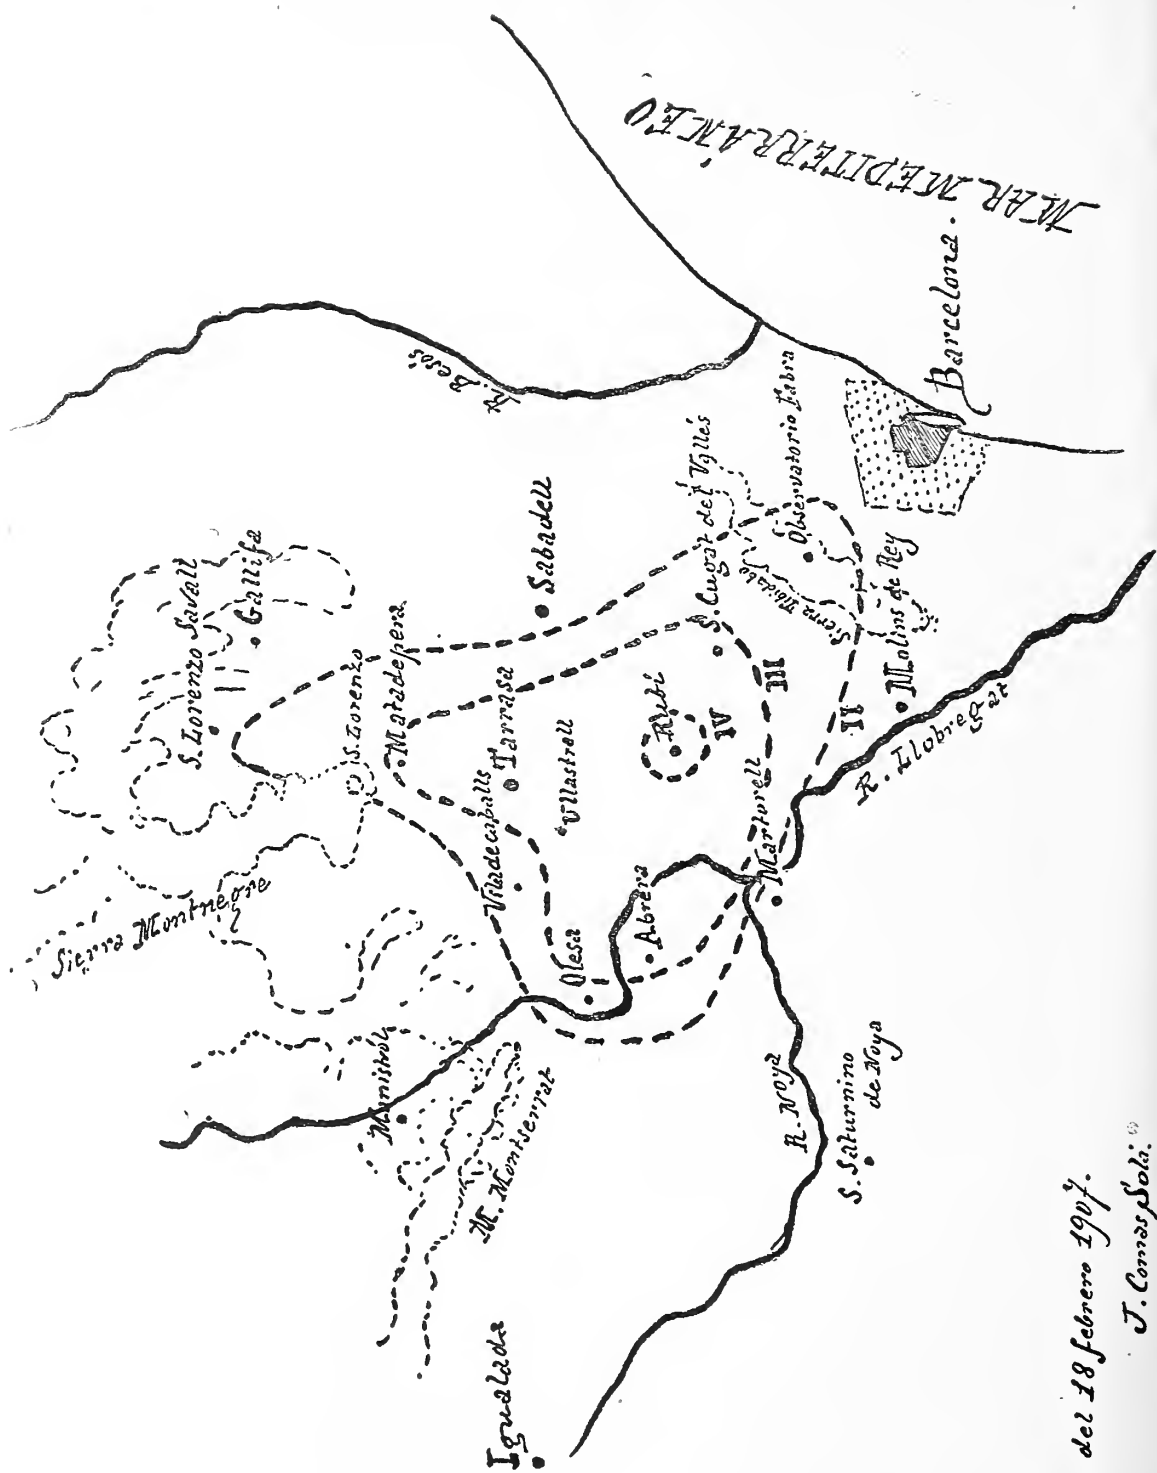 MAR MEDITERRÁNEO
Barcelona.
R. Besós
Observatorio Fabra
S. Cugat del Vallés
Sierra Tibidabo
Molins de Rey
R. Llobregat
Sabadell
Gallifa
S. Lorenzo Savall
S. Lorenzo
Matadepera
Tarrasa
Viladecaballs
Ullastrell
Rubí
IV
III
II
Martorell
Abrera
Olesa
Sierra Montnegre
Monistrol
M. Montserrat
R. Noya
S. Saturnino
de Noya
Igualada
del 18 febrero 1907.
J. Comas Solá.